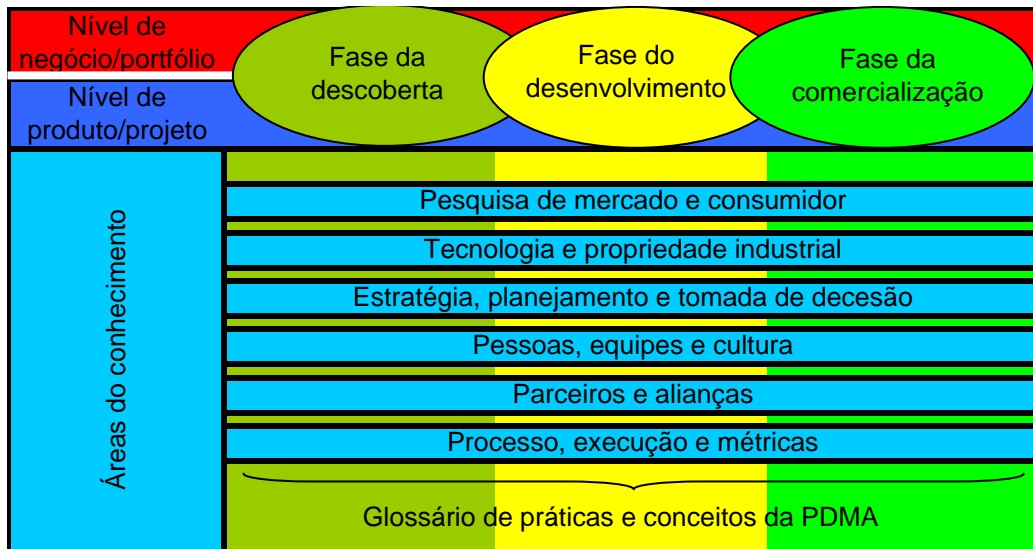 Nível de
negócio/portfólio
Fase da
descoberta
Fase do
desenvolvimento
Fase da
comercialização
Nível de
produto/projeto
Áreas do conhecimento
Pesquisa de mercado e consumidor
Tecnologia e propriedade industrial
Estratégia, planejamento e tomada de decesão
Pessoas, equipes e cultura
Parceiros e alianças
Processo, execução e métricas
Glossário de práticas e conceitos da PDMA